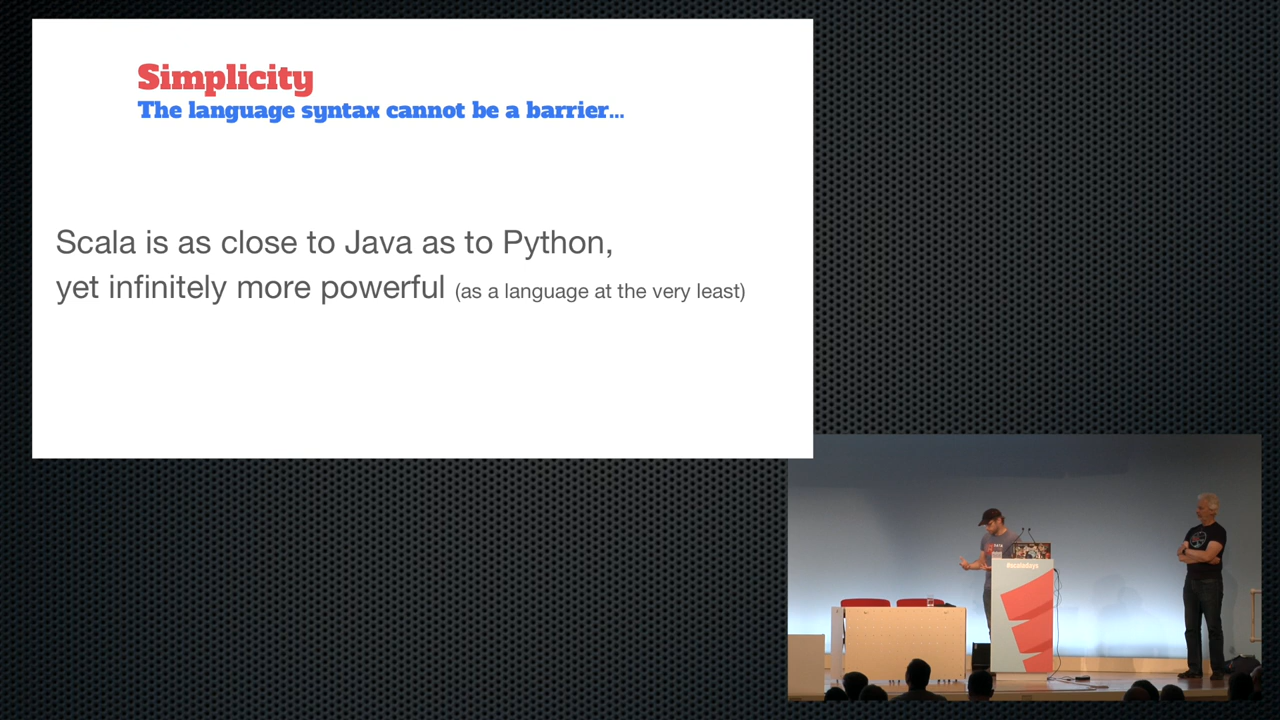 Simplicity
The language syntax cannot be a barrier...
Scala is as close to Java as to Python,
yet infinitely more powerful (as a language at the very least)
#scaladays